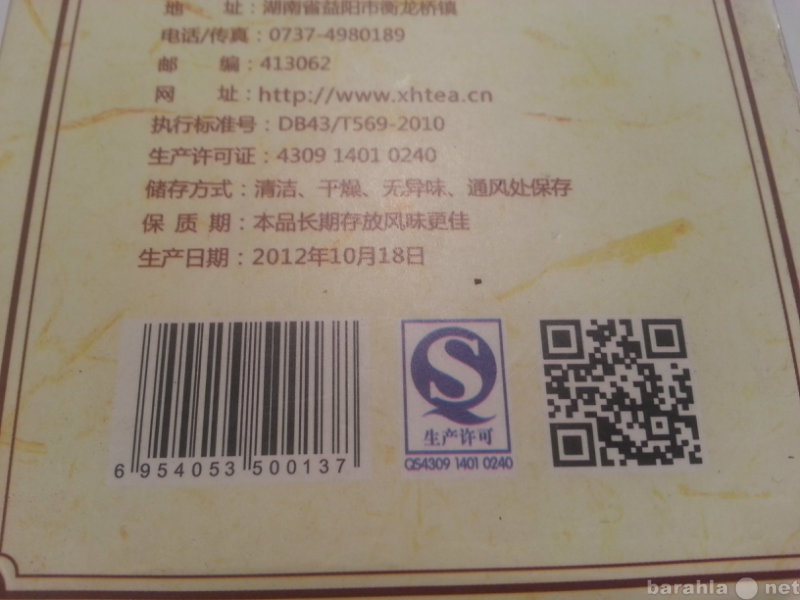 地 址：湖南省益阳市衡龙桥镇
电话/传真：0737-4980189
邮 编：413062
网 址：http://www.xhtea.cn
执行标准号：DB43/T569-2010
生产许可证：4309 1401 0240
储存方式：清洁、干燥、无异味、通风处保存
保 质 期：本品长期存放风味更佳
生产日期：2012年10月18日
6 954053 500137
生产许可
QS4309 1401 0240
barahla.net